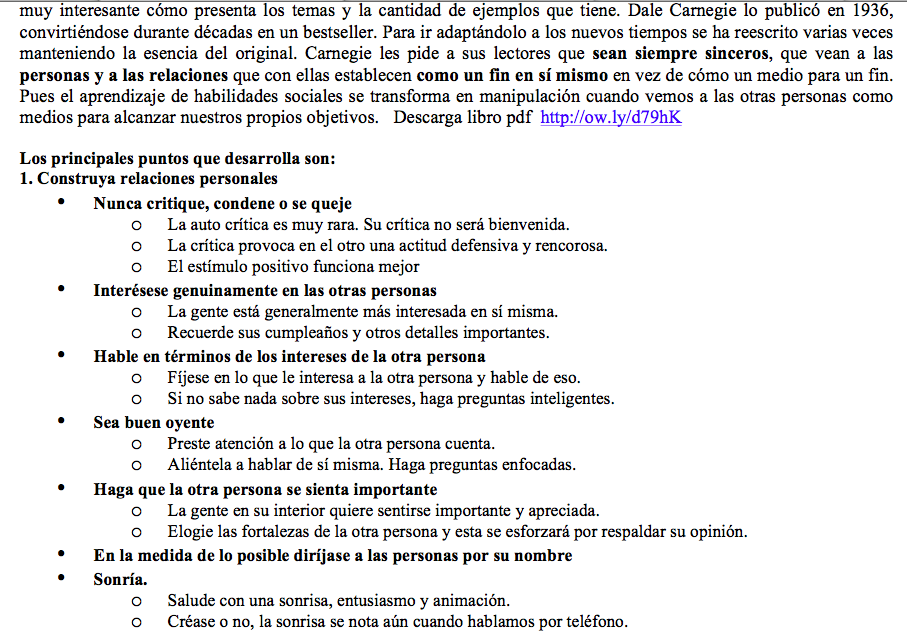 muy interesante cómo presenta los temas y la cantidad de ejemplos que tiene. Dale Carnegie lo publicó en 1936,
convirtiéndose durante décadas en un bestseller. Para ir adaptándolo a los nuevos tiempos se ha reescrito varias veces
manteniendo la esencia del original. Carnegie les pide a sus lectores que sean siempre sinceros, que vean a las
personas y a las relaciones que con ellas establecen como un fin en sí mismo en vez de cómo un medio para un fin.
Pues el aprendizaje de habilidades sociales se transforma en manipulación cuando vemos a las otras personas como
medios para alcanzar nuestros propios objetivos. Descarga libro pdf http://ow.ly/d79hK
Los principales puntos que desarrolla son:
1. Construya relaciones personales
• Nunca critique, condene o se queje
o La auto crítica es muy rara. Su crítica no será bienvenida.
o La crítica provoca en el otro una actitud defensiva y rencorosa.
o El estímulo positivo funciona mejor
• Interésese genuinamente en las otras personas
o La gente está generalmente más interesada en sí misma.
o Recuerde sus cumpleaños y otros detalles importantes.
• Hable en términos de los intereses de la otra persona
o Fíjese en lo que le interesa a la otra persona y hable de eso.
o Si no sabe nada sobre sus intereses, haga preguntas inteligentes.
• Sea buen oyente
o Preste atención a lo que la otra persona cuenta.
o Aliéntela a hablar de sí misma. Haga preguntas enfocadas.
• Haga que la otra persona se sienta importante
o La gente en su interior quiere sentirse importante y apreciada.
o Elogie las fortalezas de la otra persona y esta se esforzará por respaldar su opinión.
• En la medida de lo posible diríjase a las personas por su nombre
• Sonría.
o Salude con una sonrisa, entusiasmo y animación.
o Créase o no, la sonrisa se nota aún cuando hablamos por teléfono.